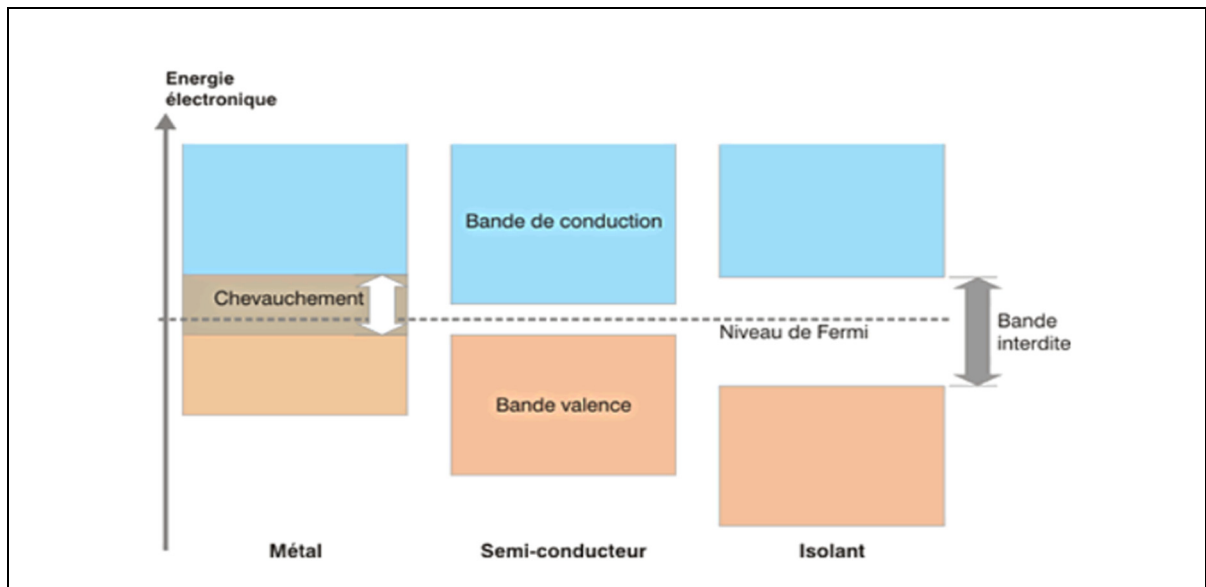 Energie
électronique
Bande de conduction
Chevauchement
Niveau de Fermi
Bande
interdite
Bande valence
Métal
Semi-conducteur
Isolant